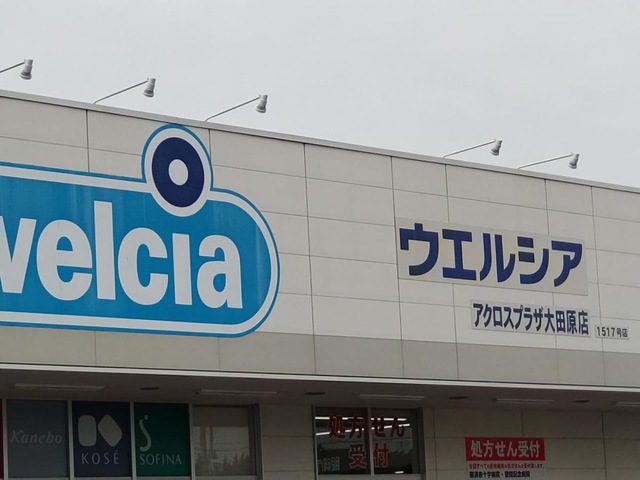 welcia
ウエルシア
アクロスプラザ大田原店
1517号店
Kanebo
KOSÉ
SOFINA
処方せん
受付
処方せん受付